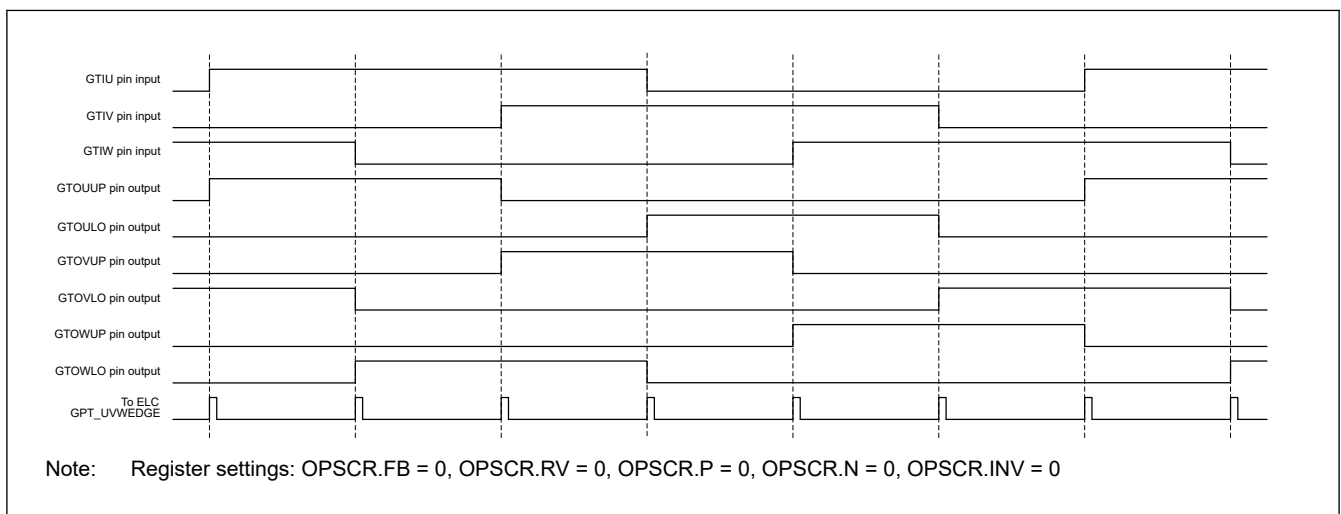 GTIU pin input
GTIV pin input
GTIW pin input
GTOUUP pin output
GTOULO pin output
GTOVUP pin output
GTOVLO pin output
GTOWUP pin output
GTOWLO pin output
To ELC
GPT_UVWEDGE
Note: Register settings: OPSCR.FB = 0, OPSCR.RV = 0, OPSCR.P = 0, OPSCR.N = 0, OPSCR.INV = 0